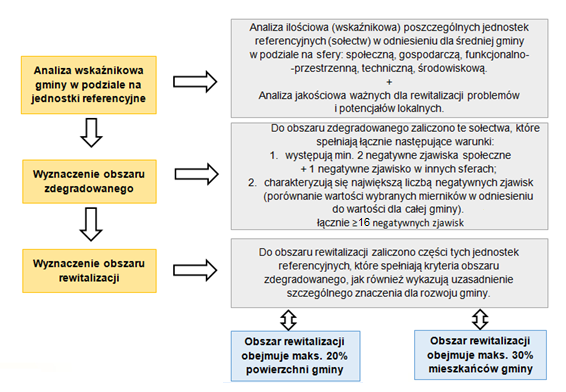 Analiza wskaźnikowa
gminy w podziale na
jednostki referencyjne
Analiza ilościowa (wskaźnikowa) poszczególnych jednostek
referencyjnych (sołectw) w odniesieniu dla średniej gminy
w podziale na sfery: społeczną, gospodarczą, funkcjonalno-
-przestrzenną, techniczną, środowiskową.
+
Analiza jakościowa ważnych dla rewitalizacji problemów
i potencjałów lokalnych.
Wyznaczenie obszaru
zdegradowanego
Do obszaru zdegradowanego zaliczono te sołectwa, które
spełniają łącznie następujące warunki:
1. występują min. 2 negatywne zjawiska społeczne
+ 1 negatywne zjawisko w innych sferach;
2. charakteryzują się największą liczbą negatywnych zjawisk
(porównanie wartości wybranych mierników w odniesieniu
do wartości dla całej gminy).
łącznie ≥16 negatywnych zjawisk
Wyznaczenie obszaru
rewitalizacji
Do obszaru rewitalizacji zaliczono części tych jednostek
referencyjnych, które spełniają kryteria obszaru
zdegradowanego, jak również wykazują uzasadnienie
szczególnego znaczenia dla rozwoju gminy.
Obszar rewitalizacji
obejmuje maks. 20%
powierzchni gminy
Obszar rewitalizacji
obejmuje maks. 30%
mieszkańców gminy